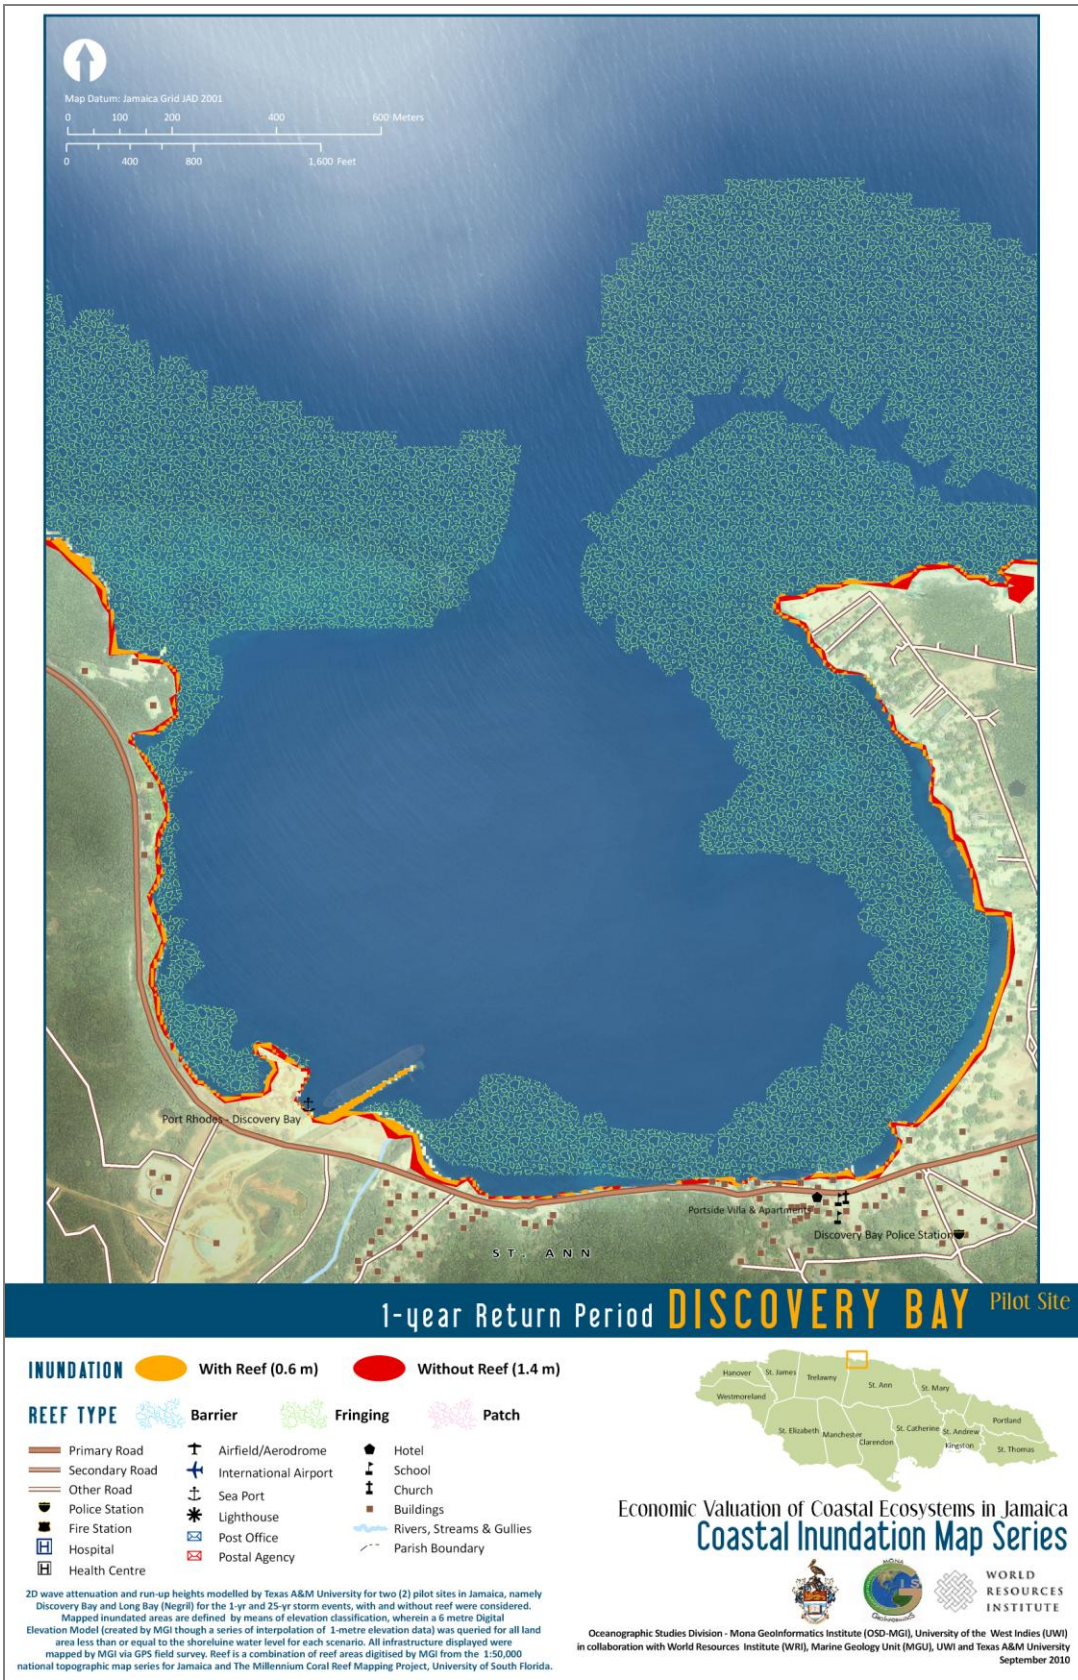 Map Datum: Jamaica Grid JAD 2001
0 100 200 400 600 Meters
0 400 800 1,600 Feet
Port Rhodes - Discovery Bay
Portside Villa & Apartments
Discovery Bay Police Station
ST. ANN
1-year Return Period DISCOVERY BAY Pilot Site
INUNDATION With Reef (0.6 m) Without Reef (1.4 m)
REEF TYPE Barrier Fringing Patch
Primary Road
Secondary Road
Other Road
Police Station
Fire Station
Hospital
Health Centre
Airfield/Aerodrome
International Airport
Sea Port
Lighthouse
Post Office
Postal Agency
Hotel
School
Church
Buildings
Rivers, Streams & Gullies
Parish Boundary
2D wave attenuation and run-up heights modelled by Texas A&M University for two (2) pilot sites in Jamaica, namely
Discovery Bay and Long Bay (Negril) for the 1-yr and 25-yr storm events, with and without reef were considered.
Mapped inundated areas are defined by means of elevation classification, wherein a 6 metre Digital
Elevation Model (created by MGI though a series of interpolation of 1-metre elevation data) was queried for all land
area less than or equal to the shoreluine water level for each scenario. All infrastructure displayed were
mapped by MGI via GPS field survey. Reef is a combination of reef areas digitised by MGI from the 1:50,000
national topographic map series for Jamaica and The Millennium Coral Reef Mapping Project, University of South Florida.
Hanover
St. James
Trelawny
St. Ann
St. Mary
Westmoreland
St. Elizabeth
Manchester
Clarendon
St. Catherine
St. Andrew
Kingston
Portland
St. Thomas
Economic Valuation of Coastal Ecosystems in Jamaica
Coastal Inundation Map Series
MONA
GEOINFORMATICS
WORLD
RESOURCES
INSTITUTE
Oceanographic Studies Division - Mona GeoInformatics Institute (OSD-MGI), University of the West Indies (UWI)
in collaboration with World Resources Institute (WRI), Marine Geology Unit (MGU), UWI and Texas A&M University
September 2010